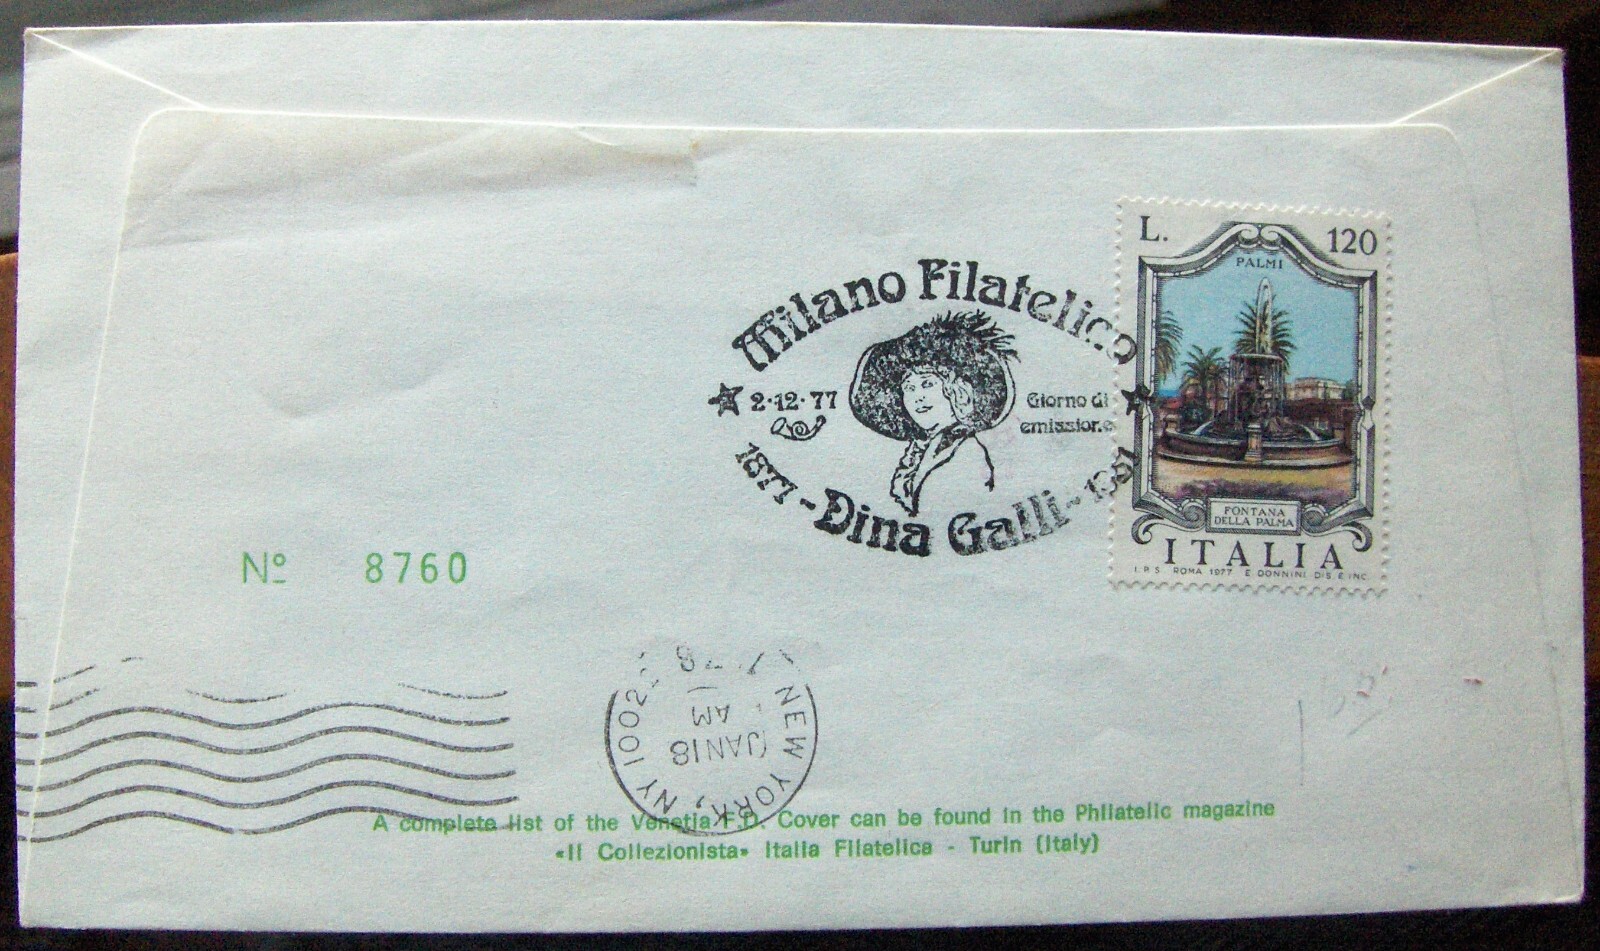 L. 120
PALMI
FONTANA
DELLA PALMA
ITALIA
I.P.S. ROMA 1977 E. DONNINI DIS. E INC.
Milano Filatelico
2·12·77
Giorno di
emissione
1877 - Dina Galli - 1951
Nº 8760
NEW YORK, NY 1002
JAN 18
AM
A complete list of the Venetia F.D. Cover can be found in the Philatelic magazine
«Il Collezionista» Italia Filatelica - Turin (Italy)